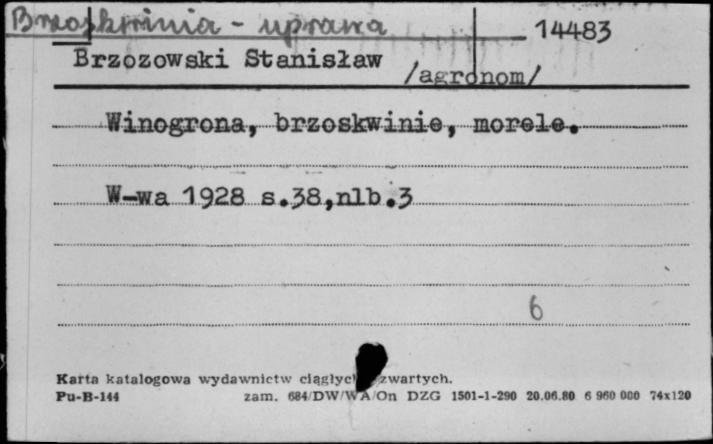 Brzoskwinia - uprawa 14483
Brzozowski Stanisław /agronom/
Winogrona, brzoskwinie, morele.
W-wa 1928 s.38,nlb.3
6
Karta katalogowa wydawnictw ciągłych zwartych.
Pu-B-144 zam. 684/DW/WA/On DZG 1501-1-290 20.06.80 6 960 000 74x120